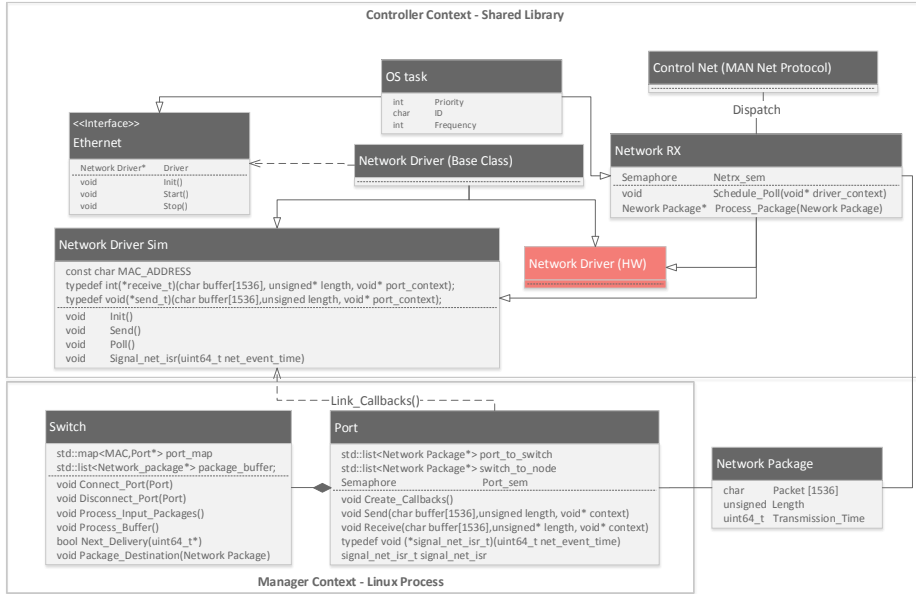 Controller Context - Shared Library
OS task
int Priority
char ID
int Frequency
Control Net (MAN Net Protocol)
Dispatch
<<Interface>>
Ethernet
Network Driver* Driver
void Init()
void Start()
void Stop()
Network Driver (Base Class)
Network RX
Semaphore Netrx_sem
void Schedule_Poll(void* driver_context)
Nework Package* Process_Package(Nework Package)
Network Driver Sim
const char MAC_ADDRESS
typedef int(*receive_t)(char buffer[1536], unsigned* length, void* port_context);
typedef void(*send_t)(char buffer[1536],unsigned length, void* port_context);
void Init()
void Send()
void Poll()
void Signal_net_isr(uint64_t net_event_time)
Network Driver (HW)
Link_Callbacks()
Switch
std::map<MAC,Port*> port_map
std::list<Network_package*> package_buffer;
void Connect_Port(Port)
void Disconnect_Port(Port)
void Process_Input_Packages()
void Process_Buffer()
bool Next_Delivery(uint64_t*)
void Package_Destination(Network Package)
Port
std::list<Network Package*> port_to_switch
std::list<Network Package*> switch_to_node
Semaphore Port_sem
void Create_Callbacks()
void Send(char buffer[1536],unsigned length, void* context)
void Receive(char buffer[1536],unsigned* length, void* context)
typedef void (*signal_net_isr_t)(uint64_t net_event_time)
signal_net_isr_t signal_net_isr
Network Package
char Packet [1536]
unsigned Length
uint64_t Transmission_Time
Manager Context - Linux Process